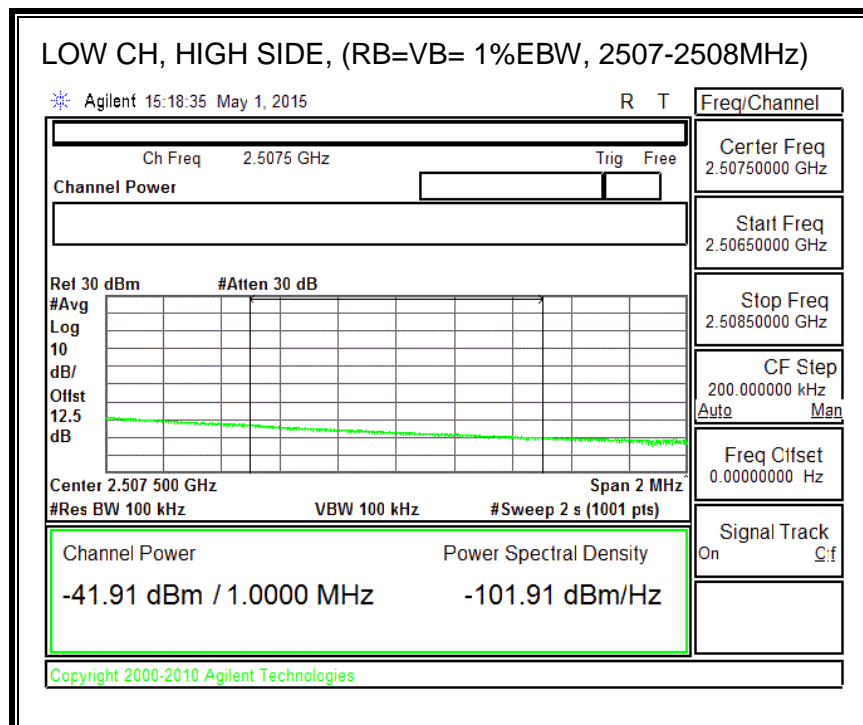 LOW CH, HIGH SIDE, (RB=VB= 1%EBW, 2507-2508MHz)
Agilent 15:18:35 May 1, 2015 R T
Ch Freq 2.5075 GHz Trig Free
Channel Power
Ref 30 dBm #Atten 30 dB
#Avg
Log
10
dB/
Offst
12.5
dB
Center 2.507 500 GHz Span 2 MHz
#Res BW 100 kHz VBW 100 kHz #Sweep 2 s (1001 pts)
Channel Power Power Spectral Density
-41.91 dBm / 1.0000 MHz -101.91 dBm/Hz
Copyright 2000-2010 Agilent Technologies
Freq/Channel
Center Freq
2.50750000 GHz
Start Freq
2.50650000 GHz
Stop Freq
2.50850000 GHz
CF Step
200.000000 kHz
Auto Man
Freq Offset
0.00000000 Hz
Signal Track
On Off